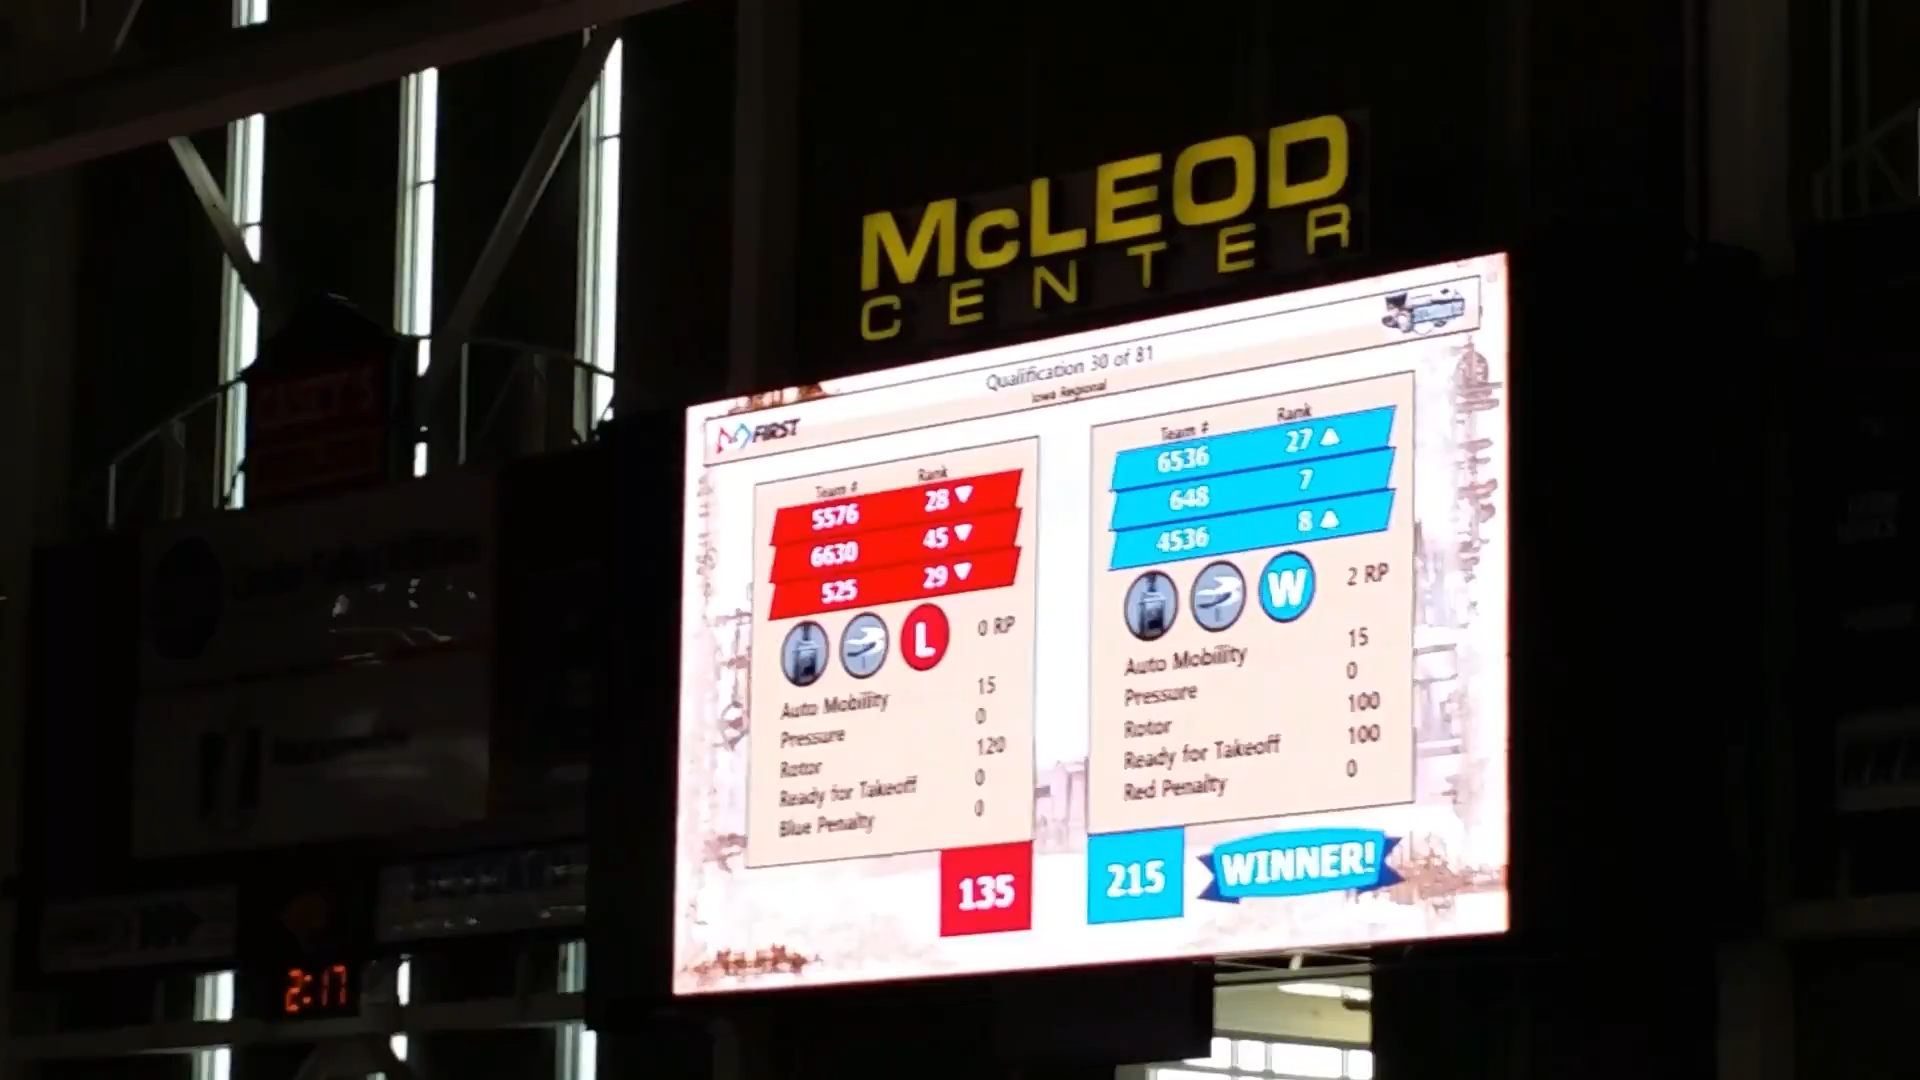 McLEOD
CENTER
Qualification 30 of 81
Iowa Regional
FIRST
Team # Rank
5576 28
6630 45
525 29
L 0 RP
Auto Mobility 15
Pressure 0
Rotor 120
Ready for Takeoff 0
Blue Penalty 0
135
Team # Rank
6536 27
648 7
4536 8
W 2 RP
Auto Mobility 15
Pressure 0
Rotor 100
Ready for Takeoff 100
Red Penalty 0
215 WINNER!
CASEY'S
2:17